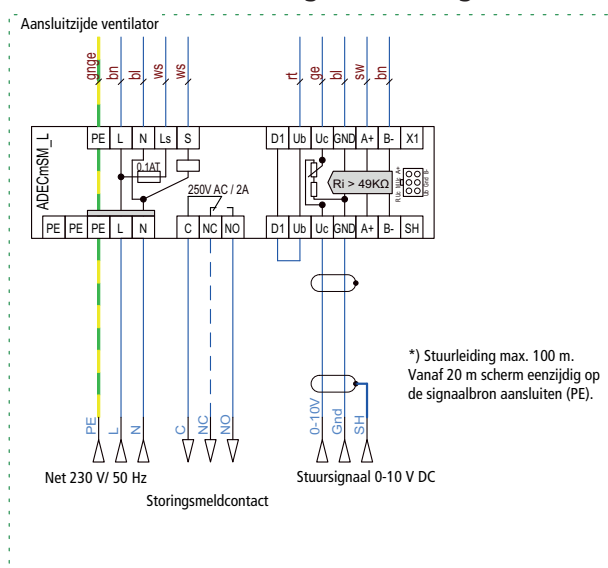 Aansluitzijde ventilator
gnge bn bl ws ws rt ge bl sw bn
ADECmSM_L
PE L N Ls S D1 Ub Uc GND A+ B- X1
0.1AT
250V AC / 2A
Ri > 49KΩ
PE PE PE L N C NC NO D1 Ub Uc GND A+ B- SH
*) Stuurleiding max. 100 m.
Vanaf 20 m scherm eenzijdig op
de signaalbron aansluiten (PE).
PE L N C NC NO 0-10V Gnd SH
Net 230 V/ 50 Hz
Stuursignaal 0-10 V DC
Storingsmeldcontact